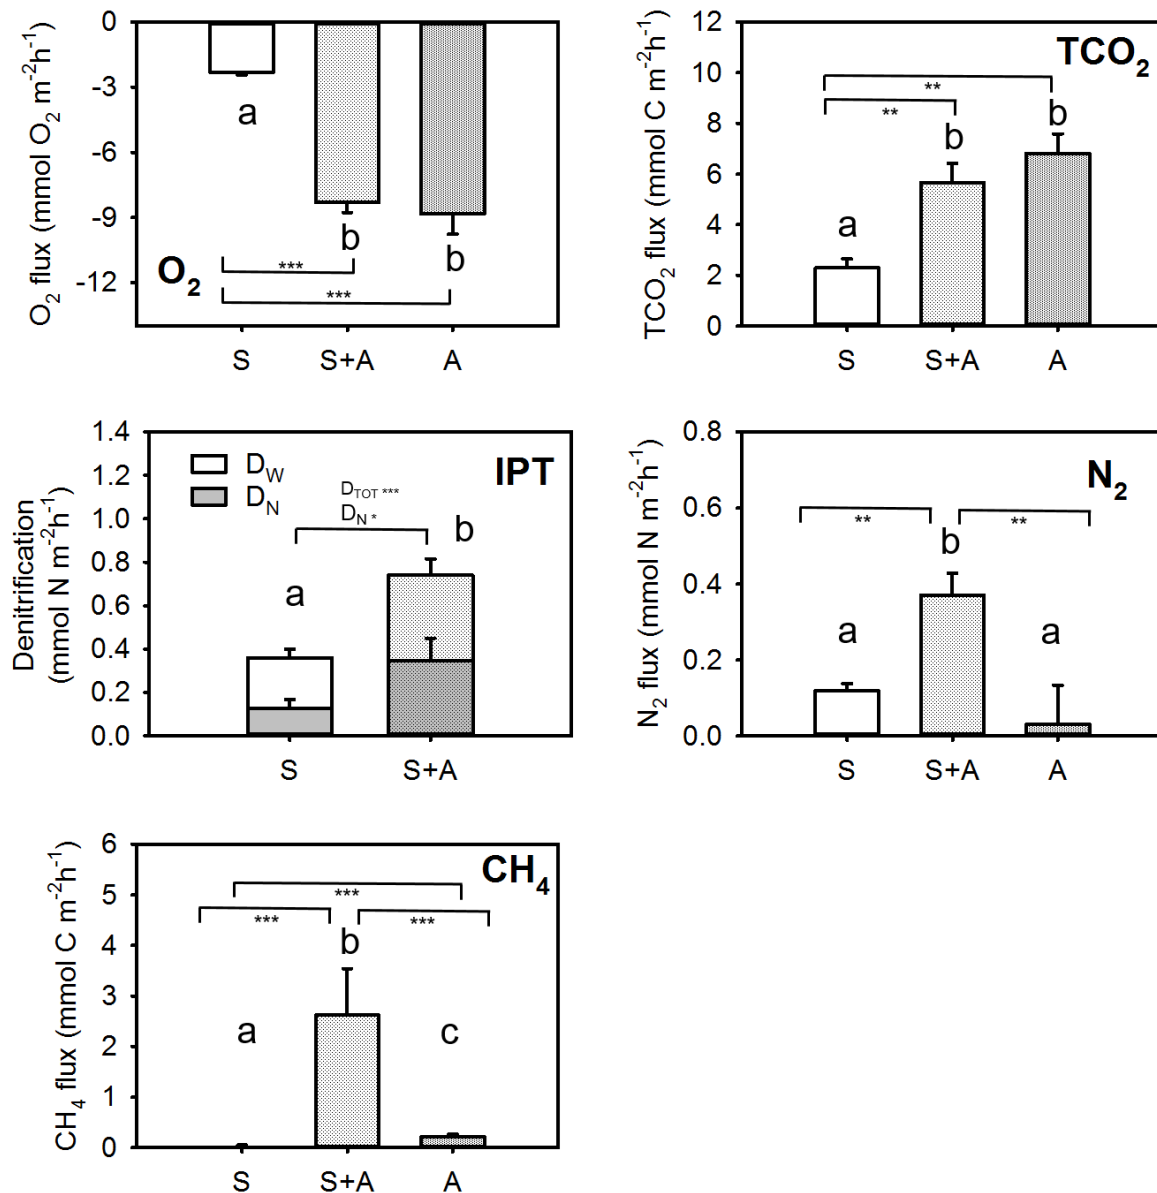 O2 flux (mmol O2 m-2h-1)
0
-3
-6
-9
-12
a
b
b
***
***
O2
S
S+A
A
TCO2 flux (mmol C m-2h-1)
12
10
8
6
4
2
0
TCO2
**
**
a
b
b
S
S+A
A
Denitrification
(mmol N m-2h-1)
1.4
1.2
1.0
0.8
0.6
0.4
0.2
0.0
DW
DN
IPT
DTOT ***
DN *
a
b
S
S+A
N2 flux (mmol N m-2h-1)
0.8
0.6
0.4
0.2
0.0
N2
**
**
a
b
a
S
S+A
A
CH4 flux (mmol C m-2h-1)
6
5
4
3
2
1
0
CH4
***
***
***
a
b
c
S
S+A
A